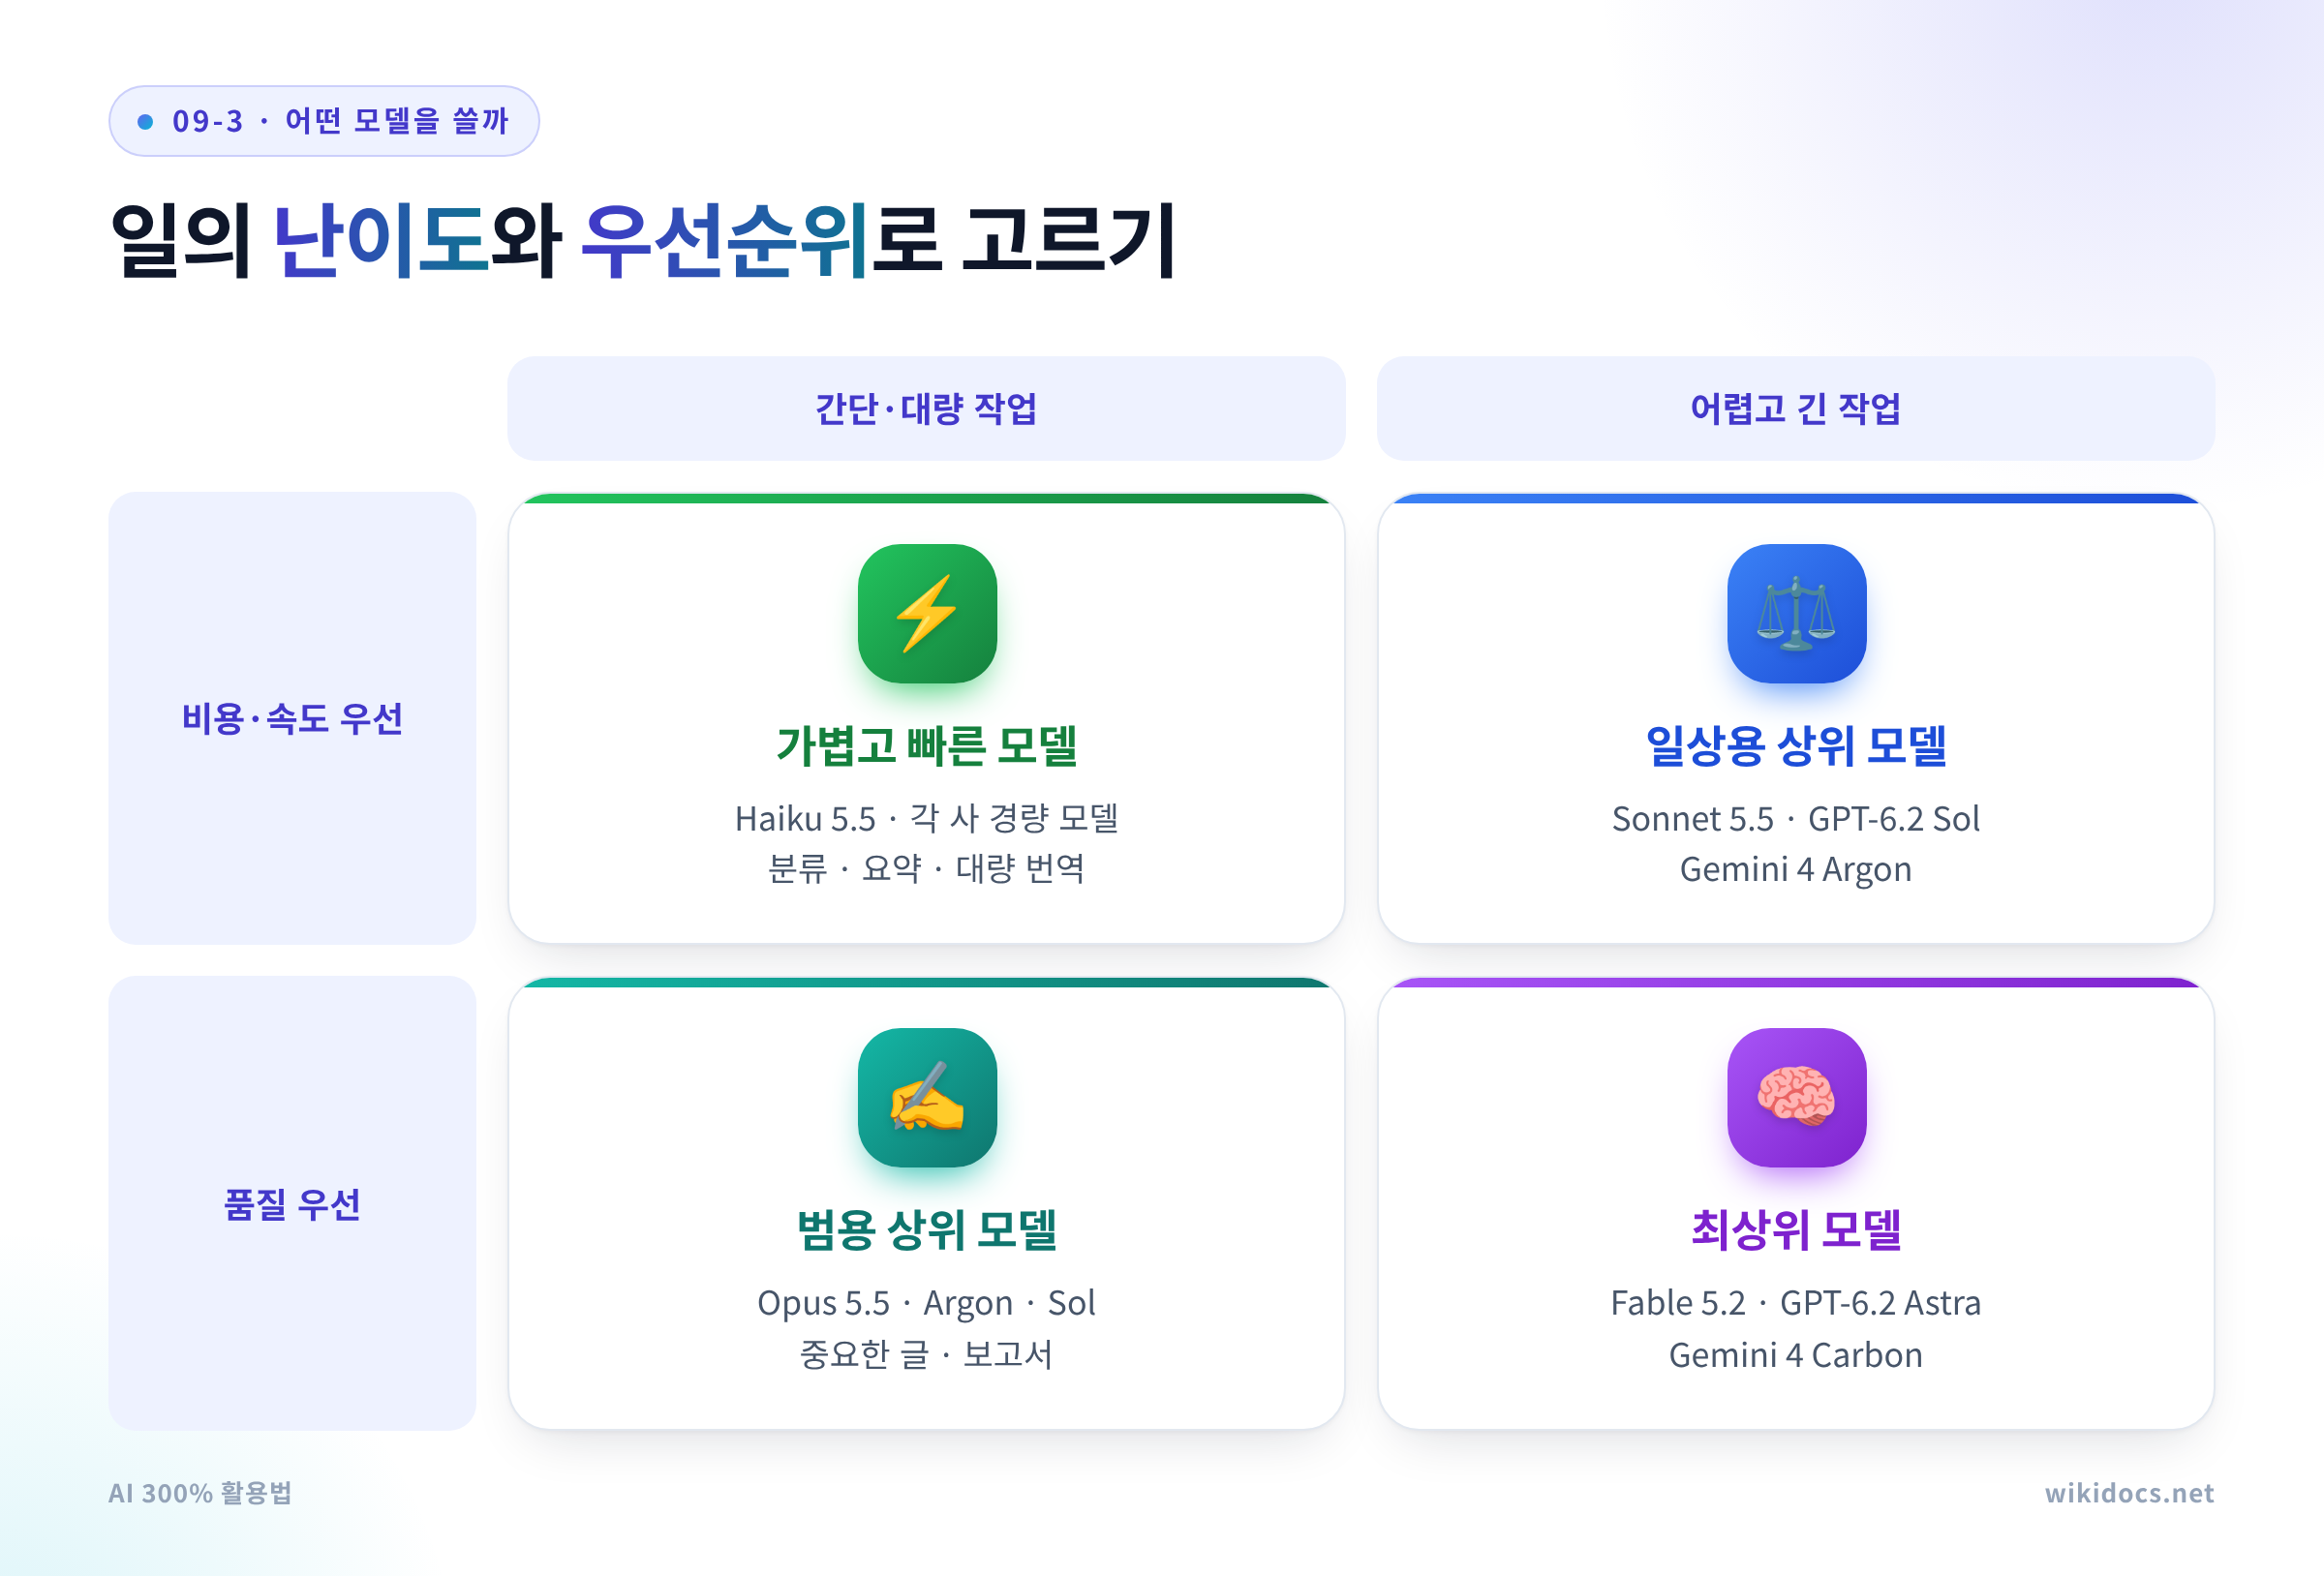 09-3 · 어떤 모델을 쓸까
일의 난이도와 우선순위로 고르기
간단·대량 작업
어렵고 긴 작업
비용·속도 우선
가볍고 빠른 모델
Haiku 5.5 · 각 사 경량 모델
분류 · 요약 · 대량 번역
일상용 상위 모델
Sonnet 5.5 · GPT-6.2 Sol
Gemini 4 Argon
품질 우선
범용 상위 모델
Opus 5.5 · Argon · Sol
중요한 글 · 보고서
최상위 모델
Fable 5.2 · GPT-6.2 Astra
Gemini 4 Carbon
AI 300% 활용법
wikidocs.net